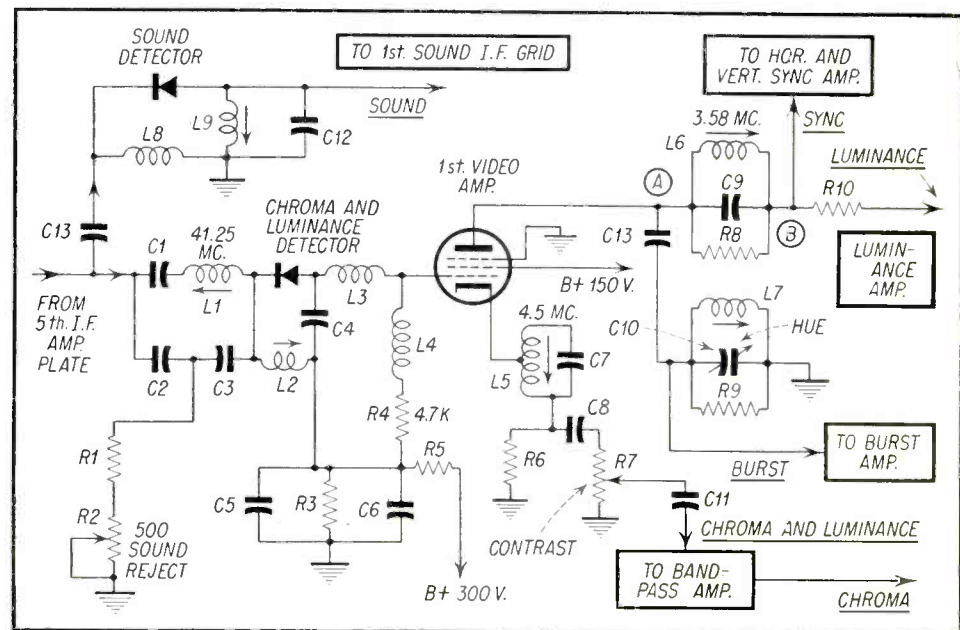 SOUND
DETECTOR
TO 1st. SOUND I.F. GRID
TO HOR. AND
VERT. SYNC AMP.
SOUND
L9
L8
C12
3.58 MC.
SYNC
L6
LUMINANCE
1st. VIDEO
AMP.
A
C9
R10
C13
CHROMA AND
LUMINANCE
DETECTOR
C13
R8
B
C1
41.25
MC.
L1
L3
B+ 150 V.
LUMIN-
ANCE
AMP.
FROM
5th. I.F.
AMP.
PLATE
C4
L4
4.5 MC.
L7
C10
HUE
C2
C3
L2
L5
C7
R9
R4
4.7 K
C8
R1
R5
R6
R7
TO BURST
AMP.
BURST
R2
500
SOUND
REJECT
C5
R3
C6
C11
CONTRAST
CHROMA AND LUMINANCE
B+ 300 V.
TO BAND-
PASS AMP.
CHROMA